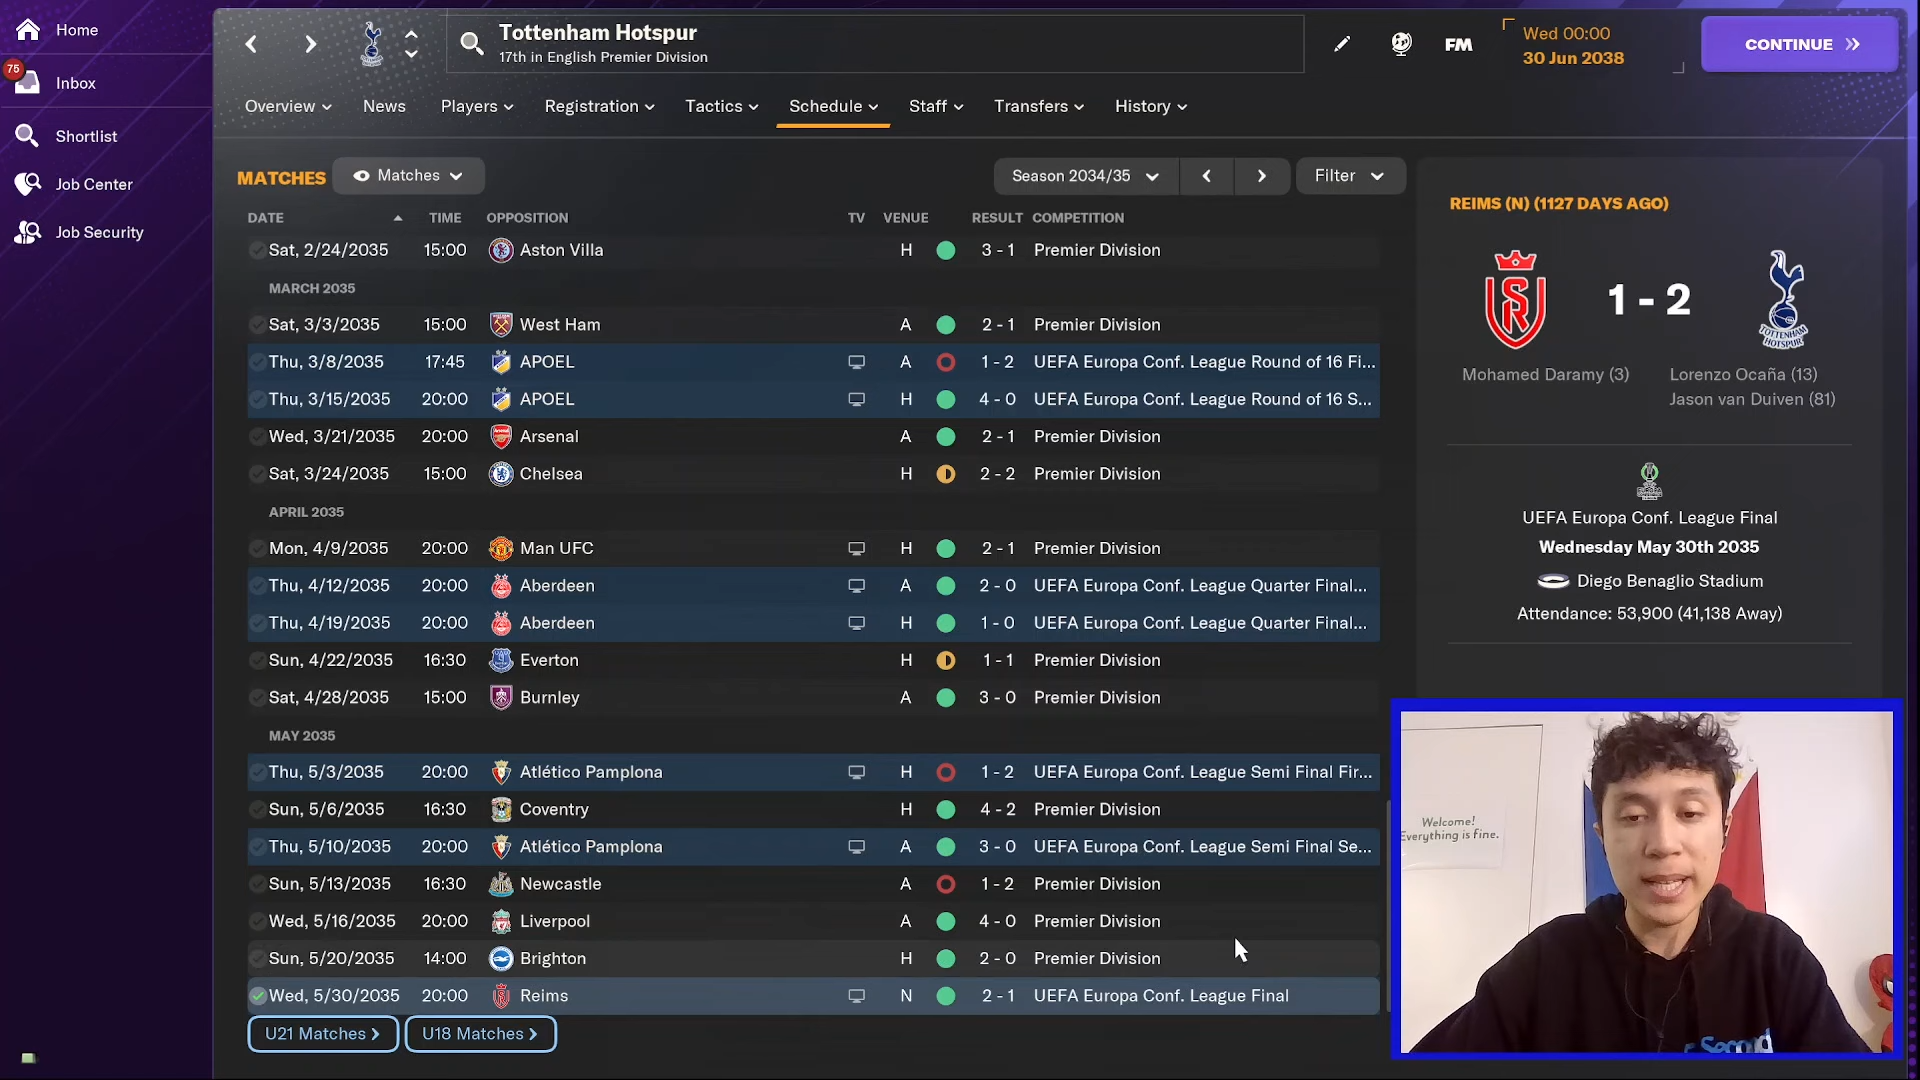 Home
75
Inbox
Shortlist
Job Center
Job Security
Tottenham Hotspur
17th in English Premier Division
FM
Wed 00:00
30 Jun 2038
CONTINUE
Overview News Players Registration Tactics Schedule Staff Transfers History
MATCHES Matches Season 2034/35 Filter
DATE TIME OPPOSITION TV VENUE RESULT COMPETITION
Sat, 2/24/2035 15:00 Aston Villa H 3 - 1 Premier Division
MARCH 2035
Sat, 3/3/2035 15:00 West Ham A 2 - 1 Premier Division
Thu, 3/8/2035 17:45 APOEL A 1 - 2 UEFA Europa Conf. League Round of 16 Fi...
Thu, 3/15/2035 20:00 APOEL H 4 - 0 UEFA Europa Conf. League Round of 16 S...
Wed, 3/21/2035 20:00 Arsenal A 2 - 1 Premier Division
Sat, 3/24/2035 15:00 Chelsea H 2 - 2 Premier Division
APRIL 2035
Mon, 4/9/2035 20:00 Man UFC H 2 - 1 Premier Division
Thu, 4/12/2035 20:00 Aberdeen A 2 - 0 UEFA Europa Conf. League Quarter Final...
Thu, 4/19/2035 20:00 Aberdeen H 1 - 0 UEFA Europa Conf. League Quarter Final...
Sun, 4/22/2035 16:30 Everton H 1 - 1 Premier Division
Sat, 4/28/2035 15:00 Burnley A 3 - 0 Premier Division
MAY 2035
Thu, 5/3/2035 20:00 Atlético Pamplona H 1 - 2 UEFA Europa Conf. League Semi Final Fir...
Sun, 5/6/2035 16:30 Coventry H 4 - 2 Premier Division
Thu, 5/10/2035 20:00 Atlético Pamplona A 3 - 0 UEFA Europa Conf. League Semi Final Se...
Sun, 5/13/2035 16:30 Newcastle A 1 - 2 Premier Division
Wed, 5/16/2035 20:00 Liverpool A 4 - 0 Premier Division
Sun, 5/20/2035 14:00 Brighton H 2 - 0 Premier Division
Wed, 5/30/2035 20:00 Reims N 2 - 1 UEFA Europa Conf. League Final
U21 Matches U18 Matches
REIMS (N) (1127 DAYS AGO)
1 - 2
TOTTENHAM
HOTSPUR
Mohamed Daramy (3) Lorenzo Ocaña (13)
Jason van Duiven (81)
UEFA Europa Conf. League Final
Wednesday May 30th 2035
Diego Benaglio Stadium
Attendance: 53,900 (41,138 Away)
Welcome!
Everything is fine.
Second